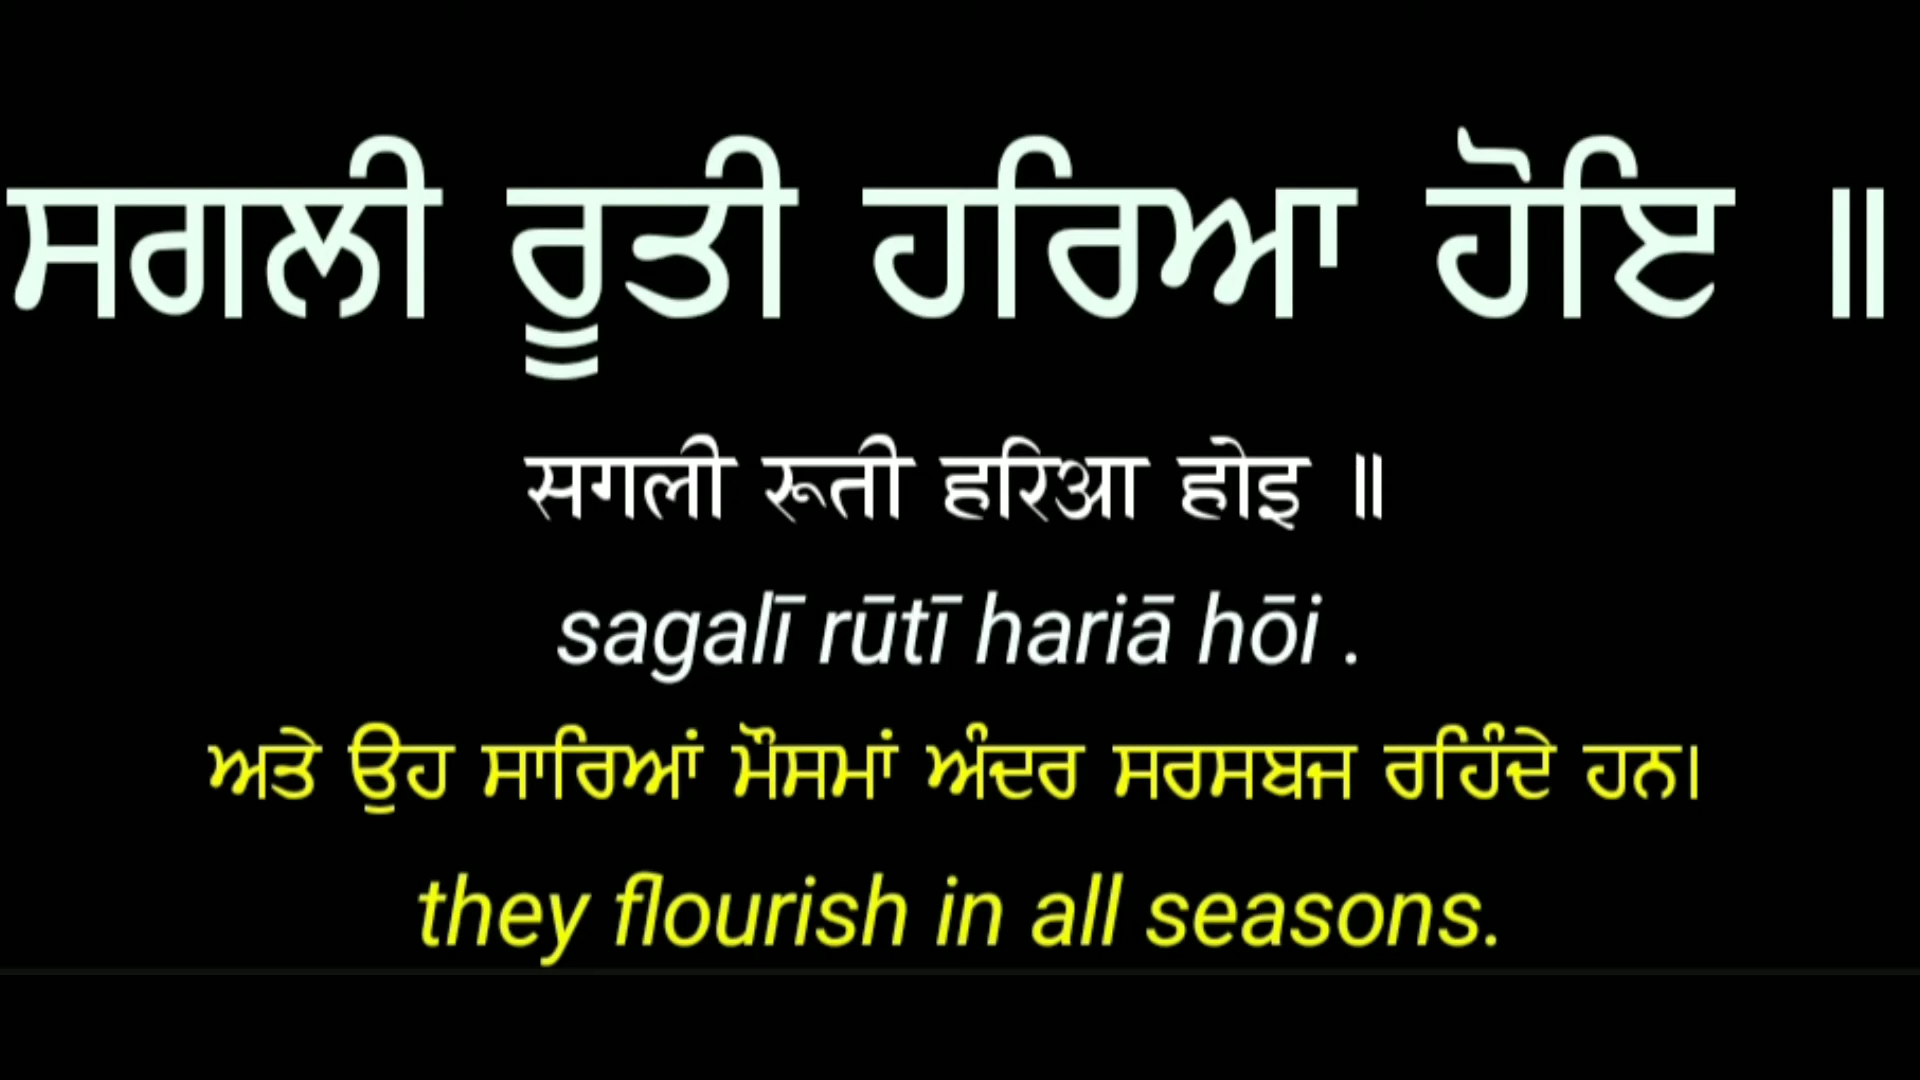 ਸਗਲੀ ਰੂਤੀ ਹਰਿਆ ਹੋਇ ॥
सगली रूती हरिआ होइ ॥
sagalī rūtī hariā hōi .
ਅਤੇ ਉਹ ਸਾਰਿਆਂ ਮੌਸਮਾਂ ਅੰਦਰ ਸਰਸਬਜ ਰਹਿੰਦੇ ਹਨ।
they flourish in all seasons.